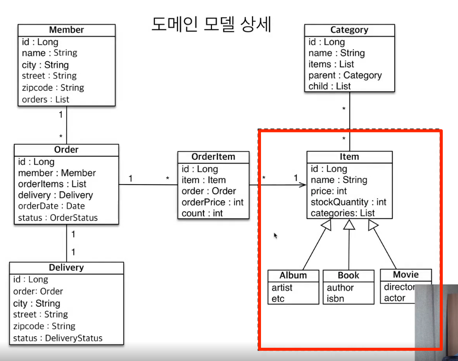 도메인 모델 상세
Member
id : Long
name : String
city : String
street : String
zipcode : String
orders : List
Category
id : Long
name : String
items : List
parent : Category
child : List
1
*
*
*
Order
id : Long
member : Member
orderItems : List
delivery : Delivery
orderDate : Date
status : OrderStatus
1
*
OrderItem
id : Long
item : Item
order : Order
orderPrice : int
count : int
*
1
Item
id : Long
name : String
price: int
stockQuantity : int
categories: List
1
1
Delivery
id : Long
order: Order
city : String
street : String
zipcode : String
status : DeliveryStatus
Album
artist
etc
Book
author
isbn
Movie
director
actor